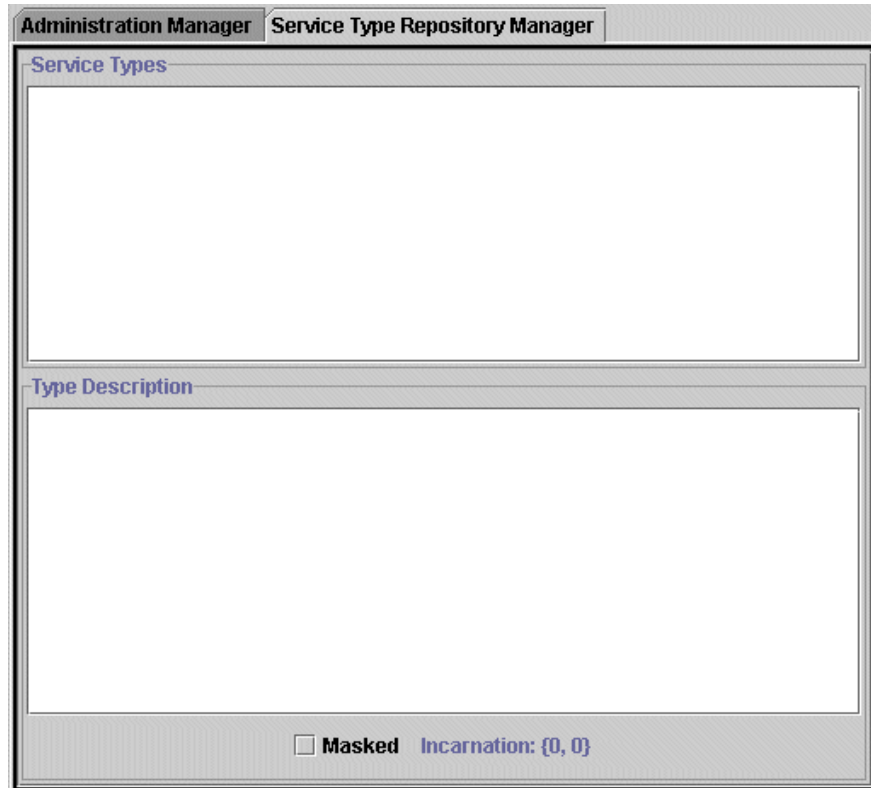 Administration Manager Service Type Repository Manager
Service Types
Type Description
Masked Incarnation: {0, 0}